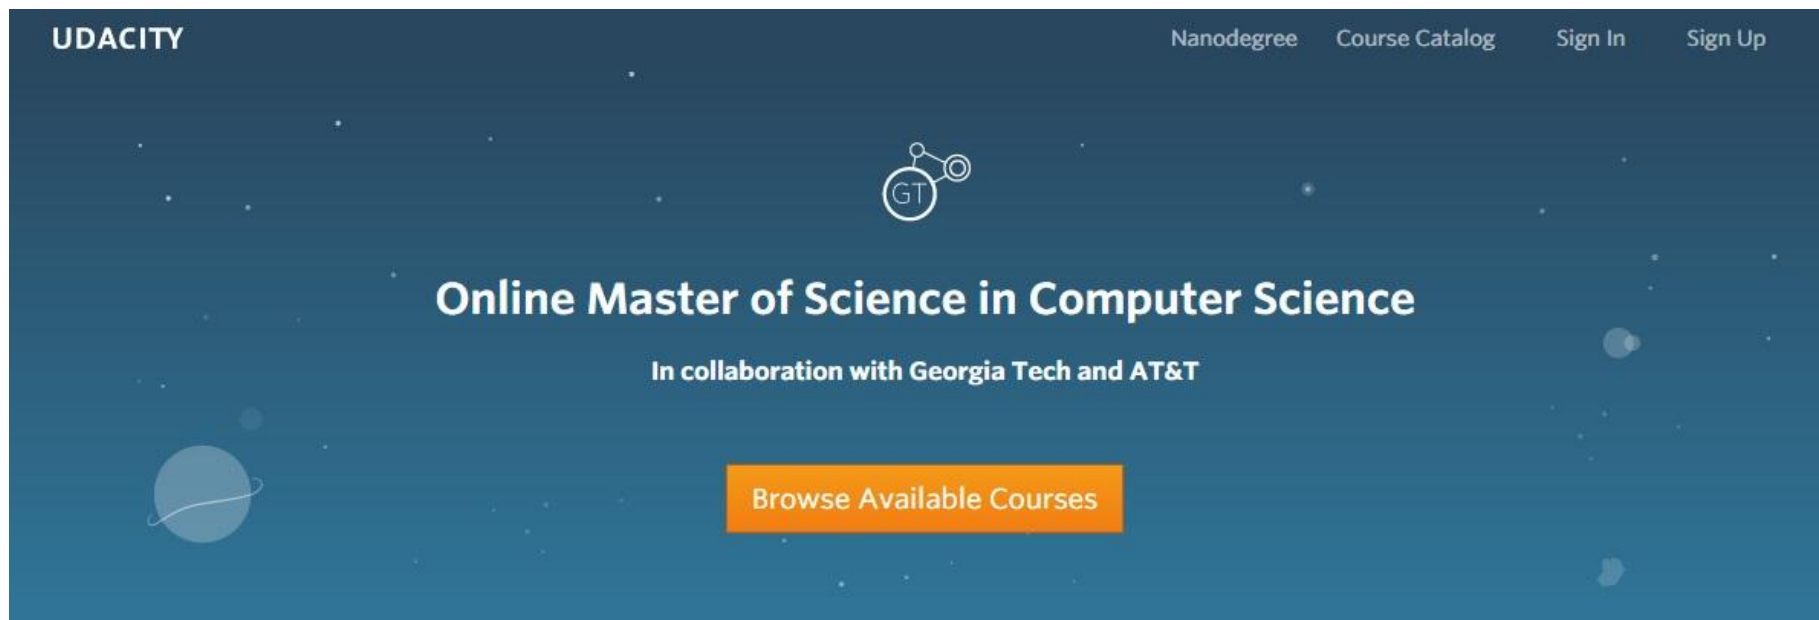 UDACITY Nanodegree Course Catalog Sign In Sign Up
GT
Online Master of Science in Computer Science
In collaboration with Georgia Tech and AT&T
Browse Available Courses